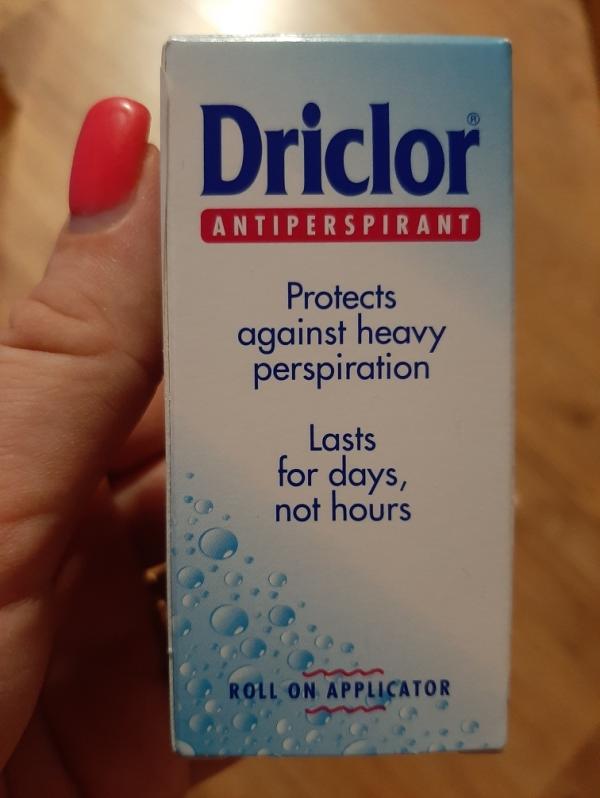 Driclor®
ANTIPERSPIRANT
Protects
against heavy
perspiration
Lasts
for days,
not hours
ROLL ON APPLICATOR